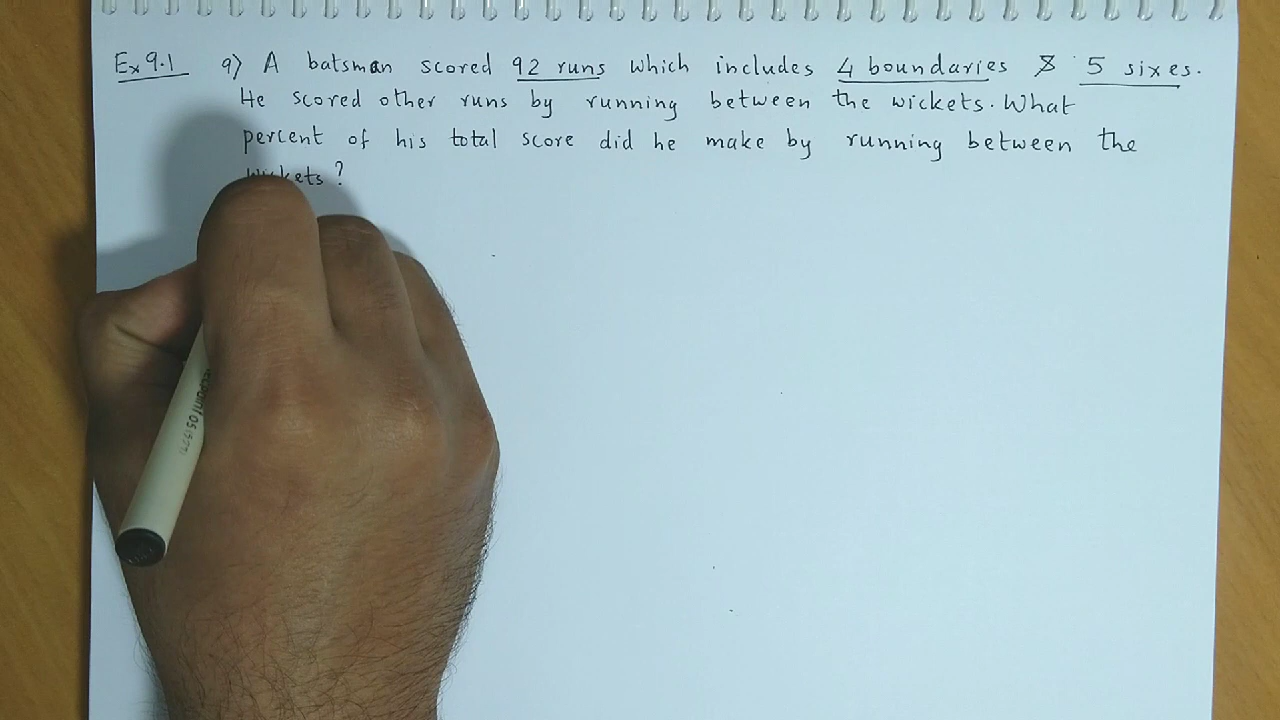 Ex 9.1 9) A batsman scored 92 runs which includes 4 boundaries & 5 sixes.
He scored other runs by running between the wickets. What
percent of his total score did he make by running between the
wickets?